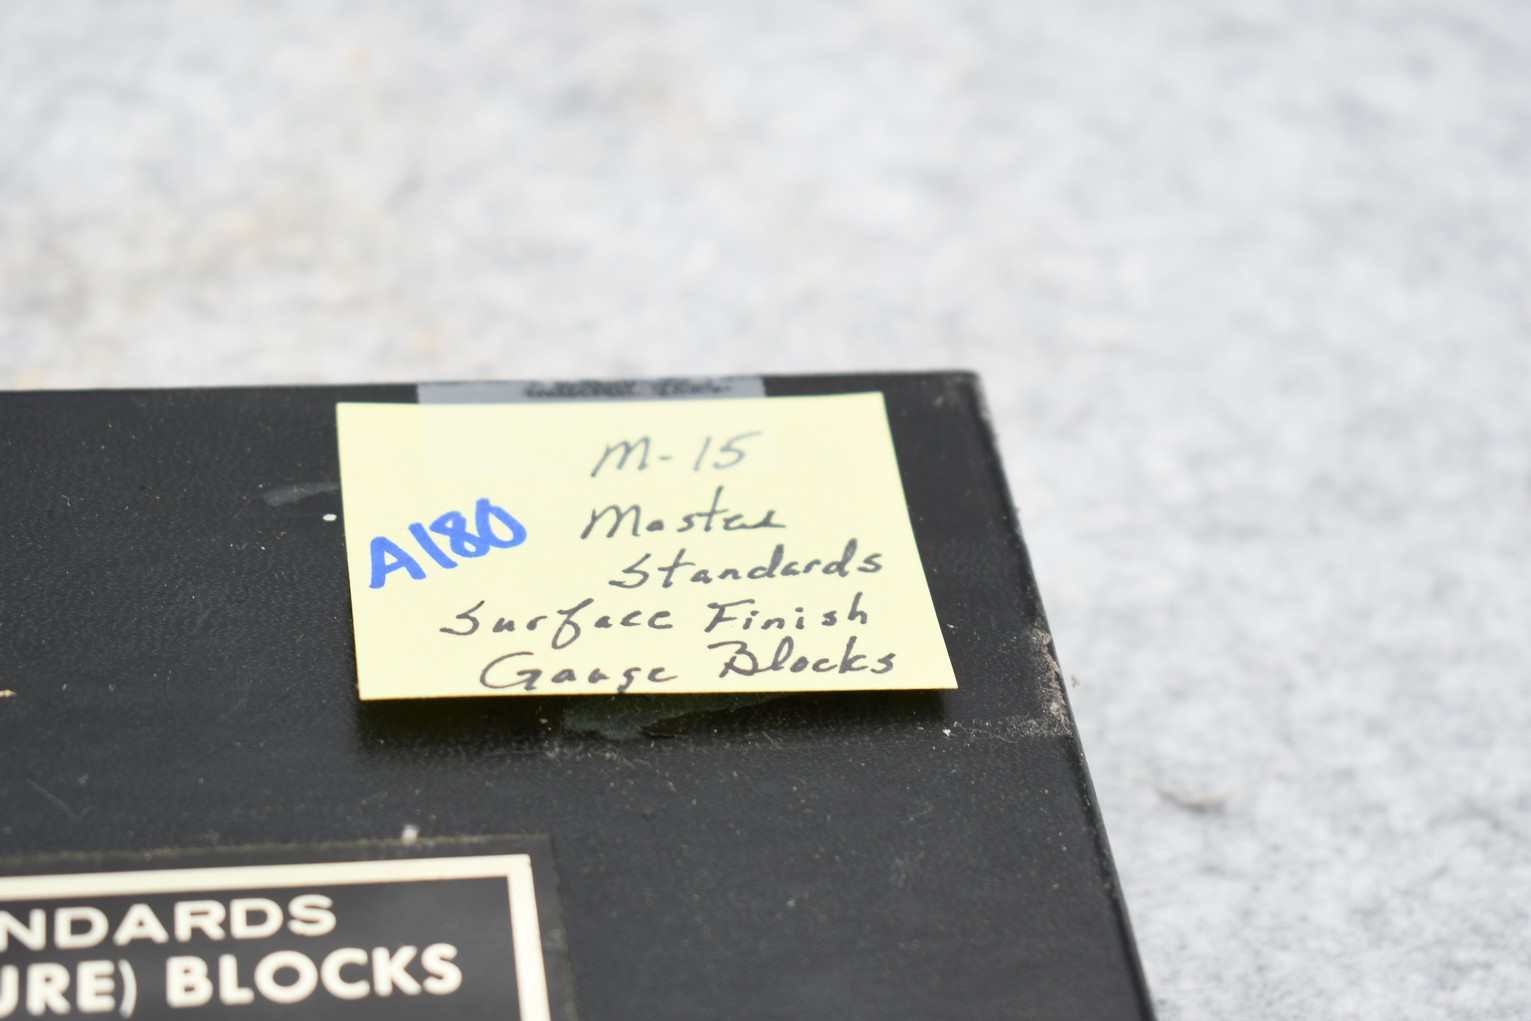 M-15
A180
Master
Standards
Surface Finish
Gauge Blocks
NDARDS
URE) BLOCKS